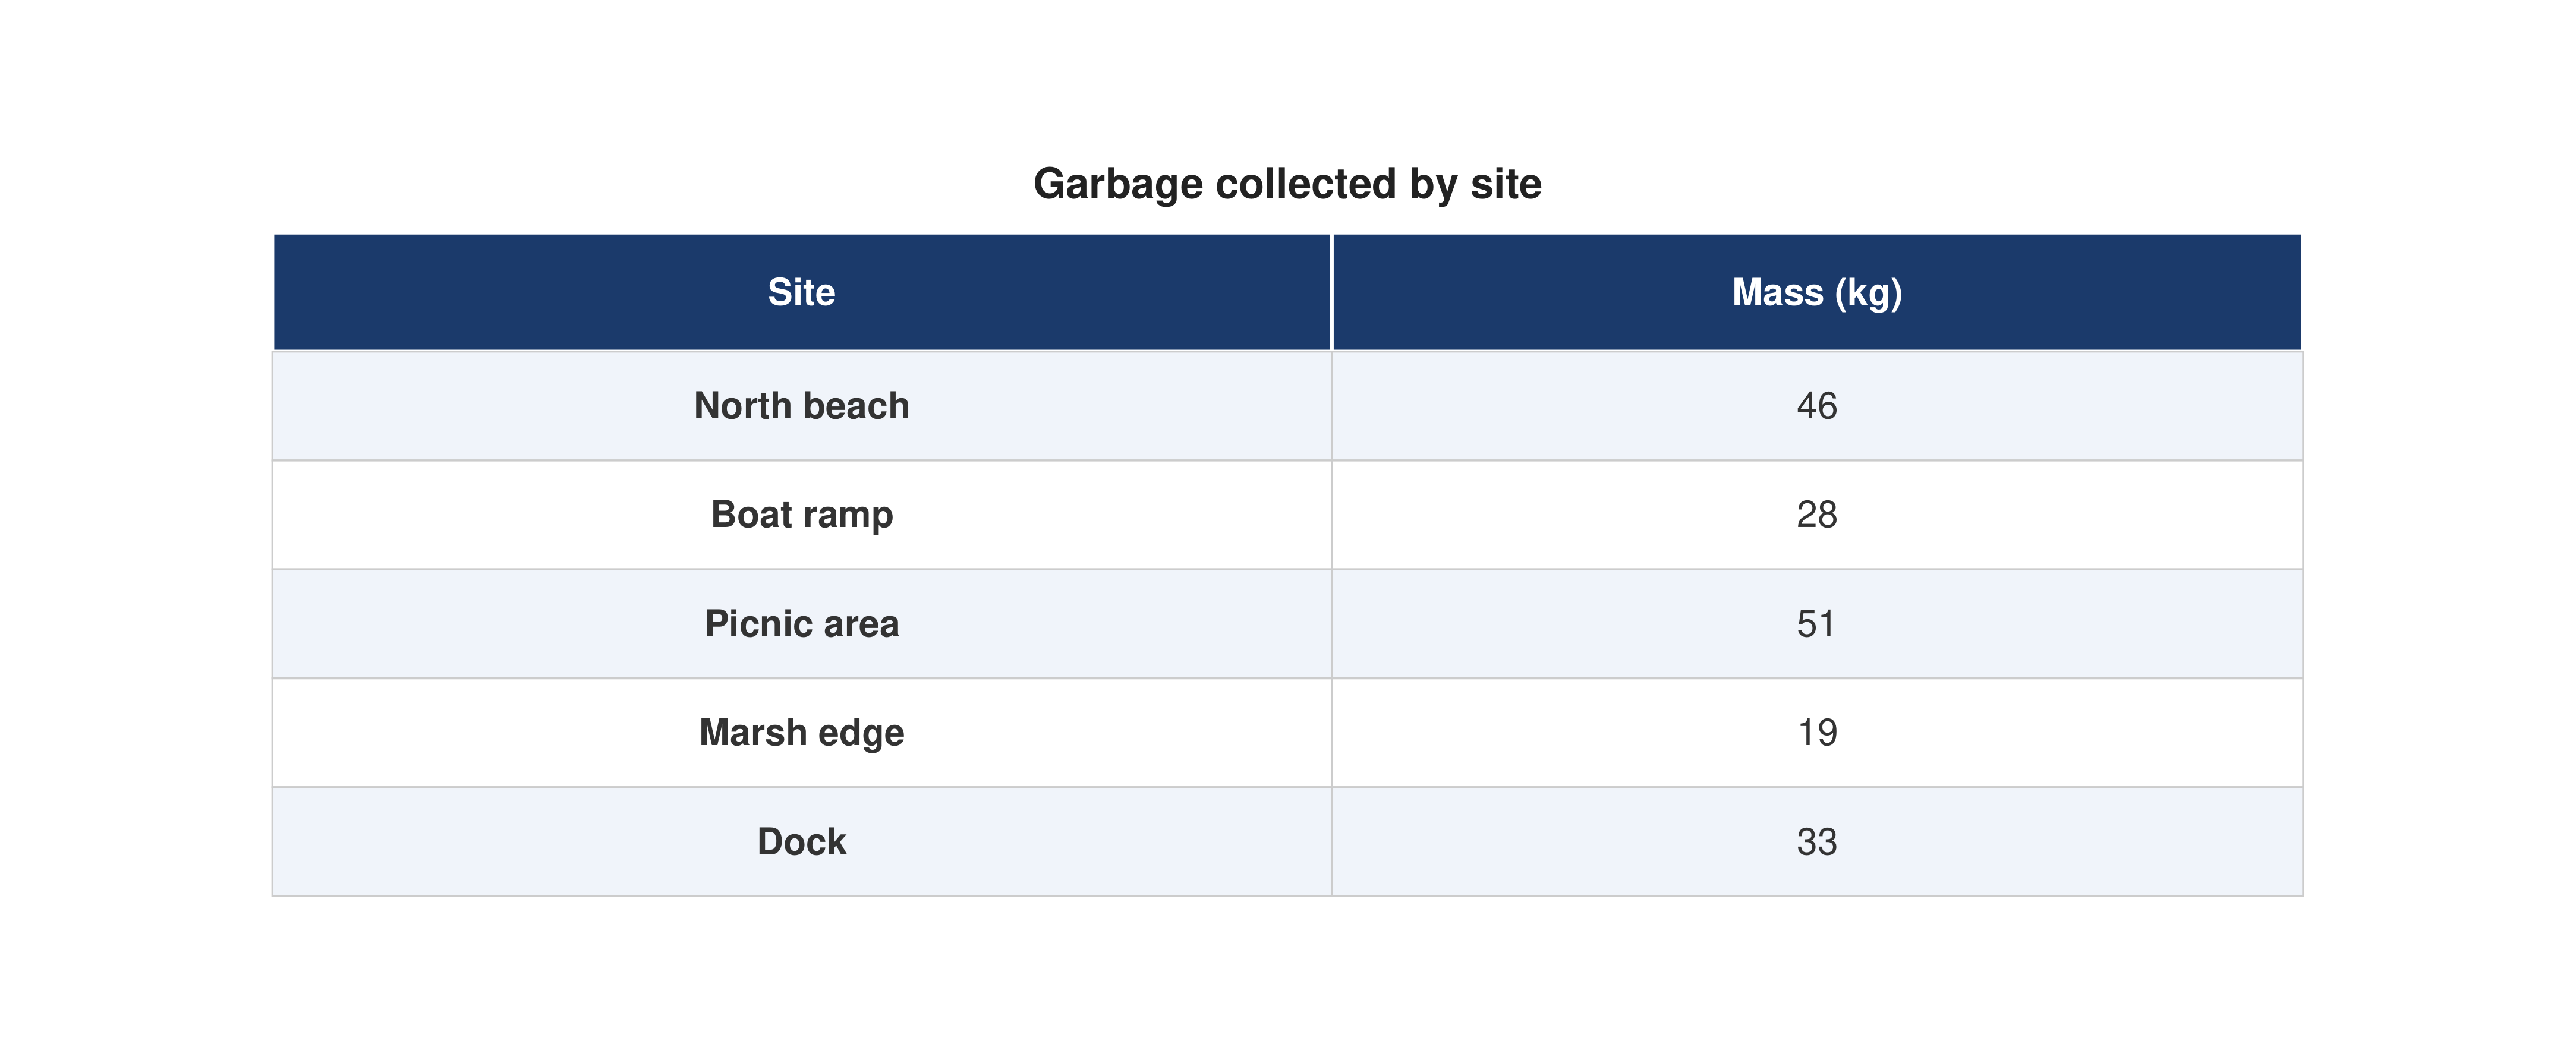 Garbage collected by site
Site Mass (kg)
North beach 46
Boat ramp 28
Picnic area 51
Marsh edge 19
Dock 33